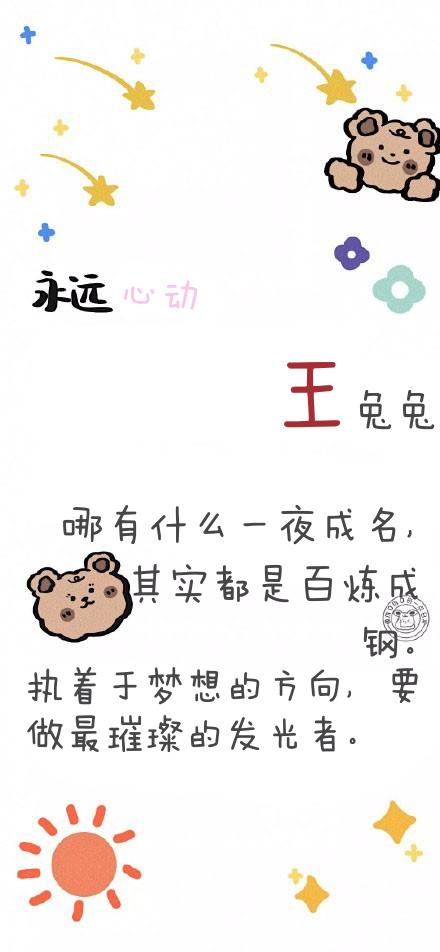 永远 心动
王 兔兔
哪有什么一夜成名,
其实都是百炼成
钢。
执着于梦想的方向, 要
做最璀璨的发光者。